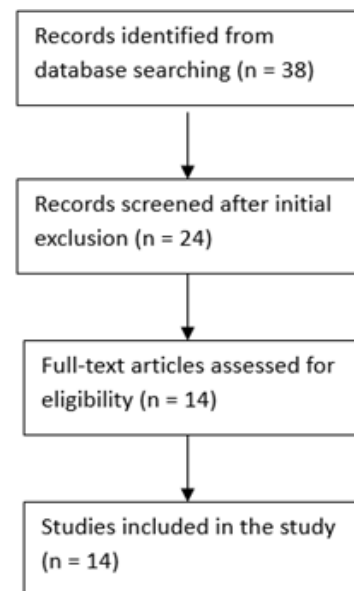 Records identified from
database searching (n = 38)
Records screened after initial
exclusion (n = 24)
Full-text articles assessed for
eligibility (n = 14)
Studies included in the study
(n = 14)